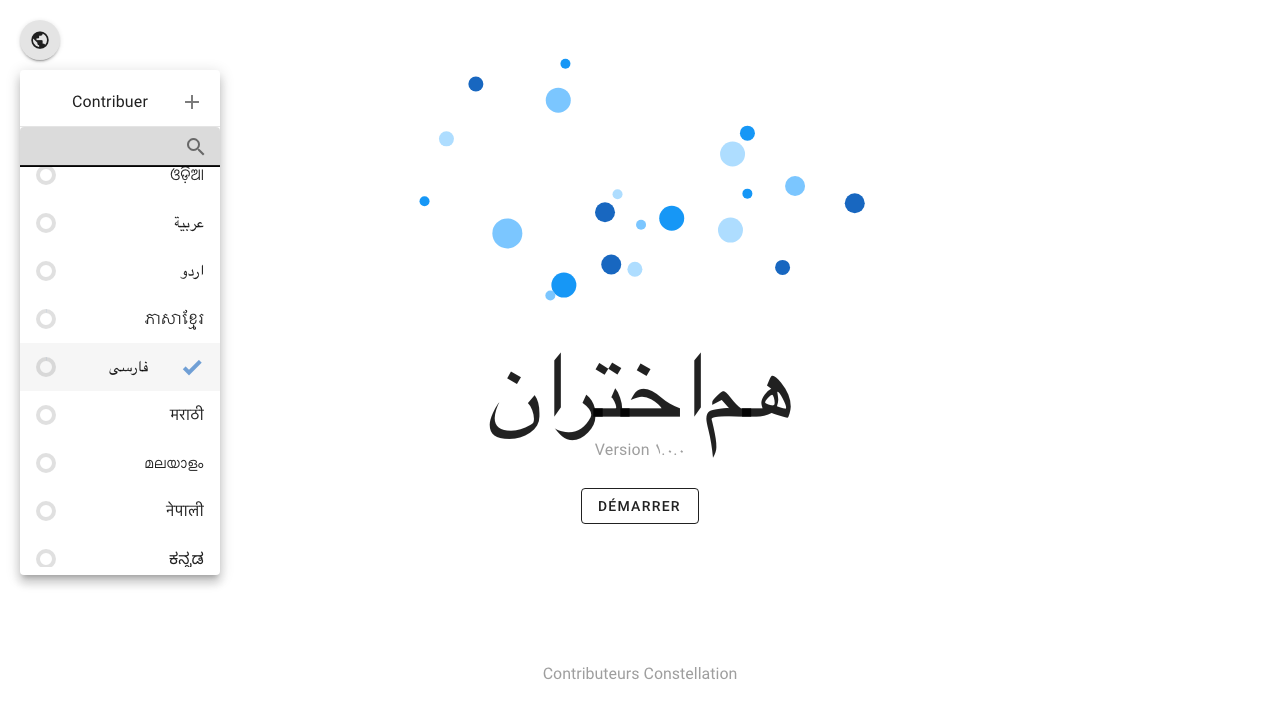 Contribuer
ଓଡ଼ିଆ
عربية
اردو
ភាសាខ្មែរ
فارسی
मराठी
മലയാളം
नेपाली
ಕನ್ನಡ
هم‌اختران
Version ۱.۰.۰
DÉMARRER
Contributeurs Constellation